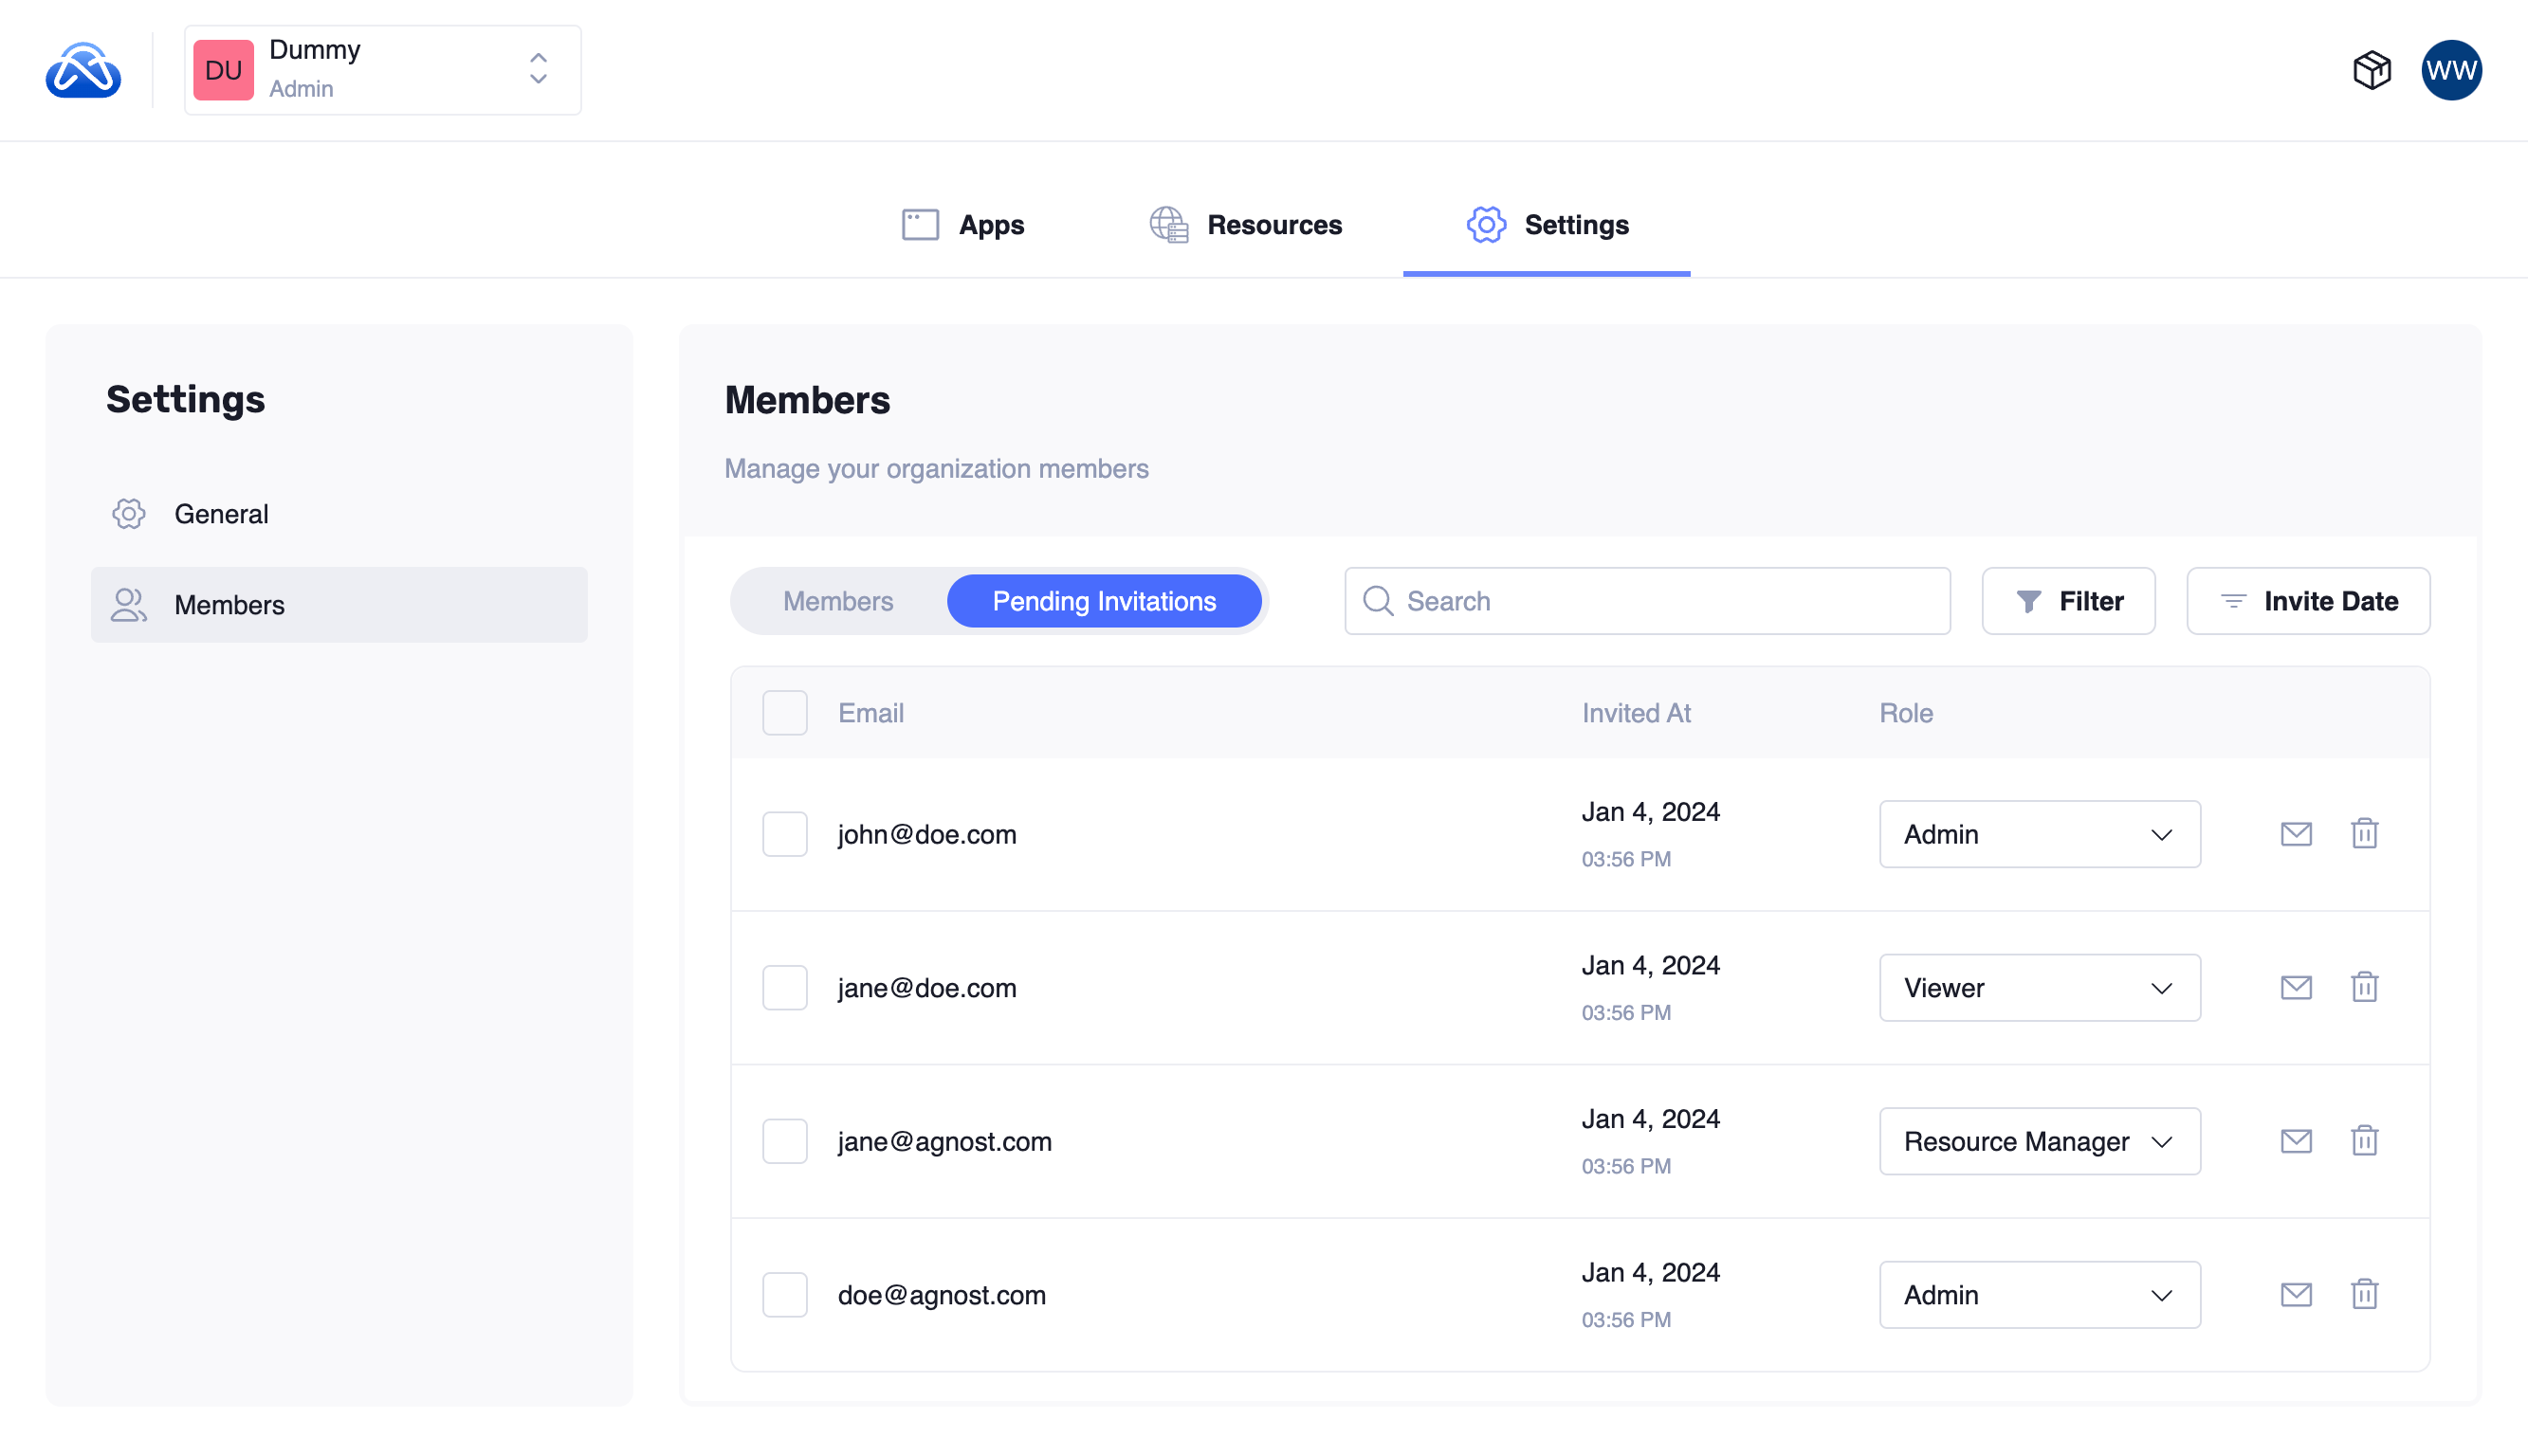 DU
Dummy
Admin
WW
Apps
Resources
Settings
Settings
General
Members
Members
Manage your organization members
Members
Pending Invitations
Search
Filter
Invite Date
Email
Invited At
Role
john@doe.com
Jan 4, 2024
03:56 PM
Admin
jane@doe.com
Jan 4, 2024
03:56 PM
Viewer
jane@agnost.com
Jan 4, 2024
03:56 PM
Resource Manager
doe@agnost.com
Jan 4, 2024
03:56 PM
Admin